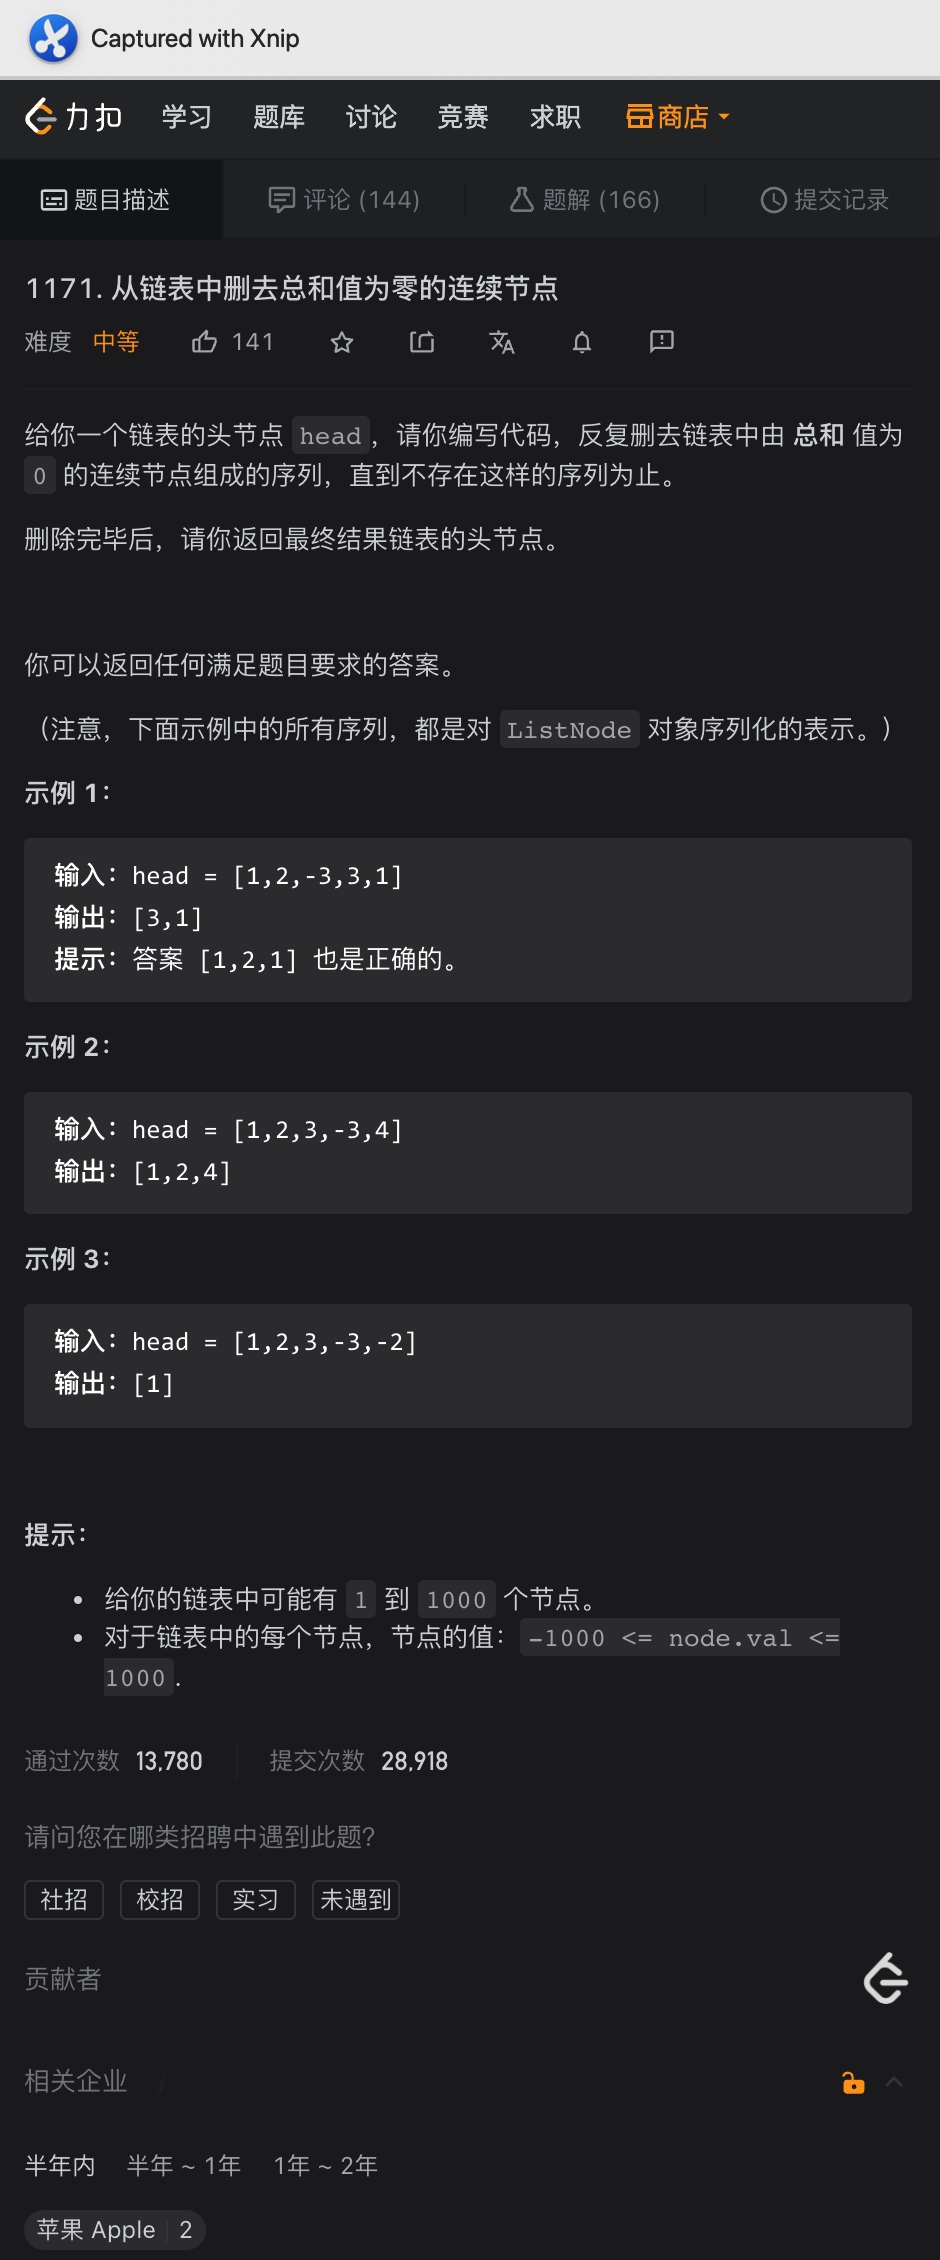 Captured with Xnip
力扣 学习 题库 讨论 竞赛 求职 商店
题目描述 评论 (144) 题解 (166) 提交记录
1171. 从链表中删去总和值为零的连续节点
难度 中等 141
给你一个链表的头节点 head，请你编写代码，反复删去链表中由 总和 值为
0 的连续节点组成的序列，直到不存在这样的序列为止。
删除完毕后，请你返回最终结果链表的头节点。
你可以返回任何满足题目要求的答案。
（注意，下面示例中的所有序列，都是对 ListNode 对象序列化的表示。）
示例 1：
输入：head = [1,2,-3,3,1]
输出：[3,1]
提示：答案 [1,2,1] 也是正确的。
示例 2：
输入：head = [1,2,3,-3,4]
输出：[1,2,4]
示例 3：
输入：head = [1,2,3,-3,-2]
输出：[1]
提示：
• 给你的链表中可能有 1 到 1000 个节点。
• 对于链表中的每个节点，节点的值：-1000 <= node.val <=
1000.
通过次数 13,780 提交次数 28,918
请问您在哪类招聘中遇到此题?
社招 校招 实习 未遇到
贡献者
相关企业
半年内 半年 ~ 1年 1年 ~ 2年
苹果 Apple 2